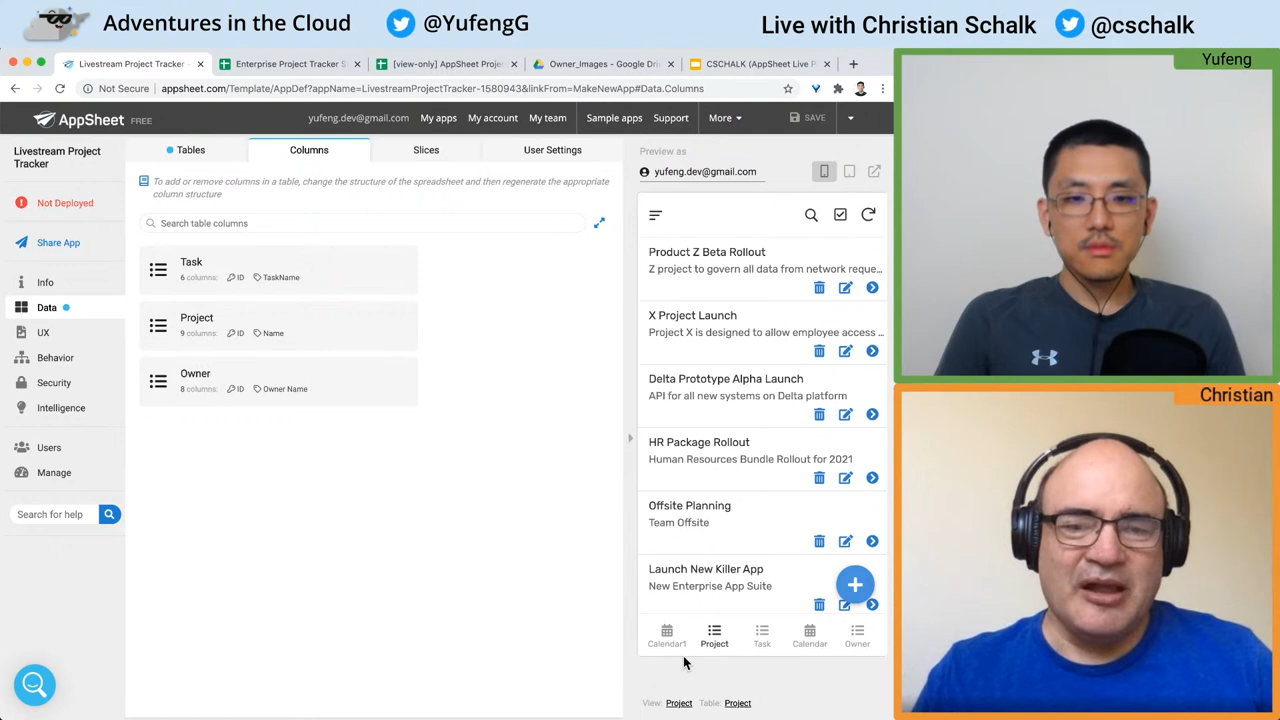 Adventures in the Cloud @YufengG Live with Christian Schalk @cschalk
Livestream Project Tracker - Enterprise Project Tracker S [view-only] AppSheet Projec Owner_Images - Google Driv CSCHALK (AppSheet Live P
Not Secure appsheet.com/Template/AppDef?appName=LivestreamProjectTracker-1580943&linkFrom=MakeNewApp#Data.Columns
AppSheet FREE yufeng.dev@gmail.com My apps My account My team Sample apps Support More SAVE
Livestream Project
Tracker
Not Deployed
Share App
Info
Data
UX
Behavior
Security
Intelligence
Users
Manage
Search for help
Tables Columns Slices User Settings
To add or remove columns in a table, change the structure of the spreadsheet and then regenerate the appropriate
column structure
Search table columns
Task
6 columns: ID TaskName
Project
9 columns: ID Name
Owner
8 columns: ID Owner Name
Preview as
yufeng.dev@gmail.com
Product Z Beta Rollout
Z project to govern all data from network reque...
X Project Launch
Project X is designed to allow employee access ...
Delta Prototype Alpha Launch
API for all new systems on Delta platform
HR Package Rollout
Human Resources Bundle Rollout for 2021
Offsite Planning
Team Offsite
Launch New Killer App
New Enterprise App Suite
Calendar1 Project Task Calendar Owner
View: Project Table: Project
Yufeng
Christian